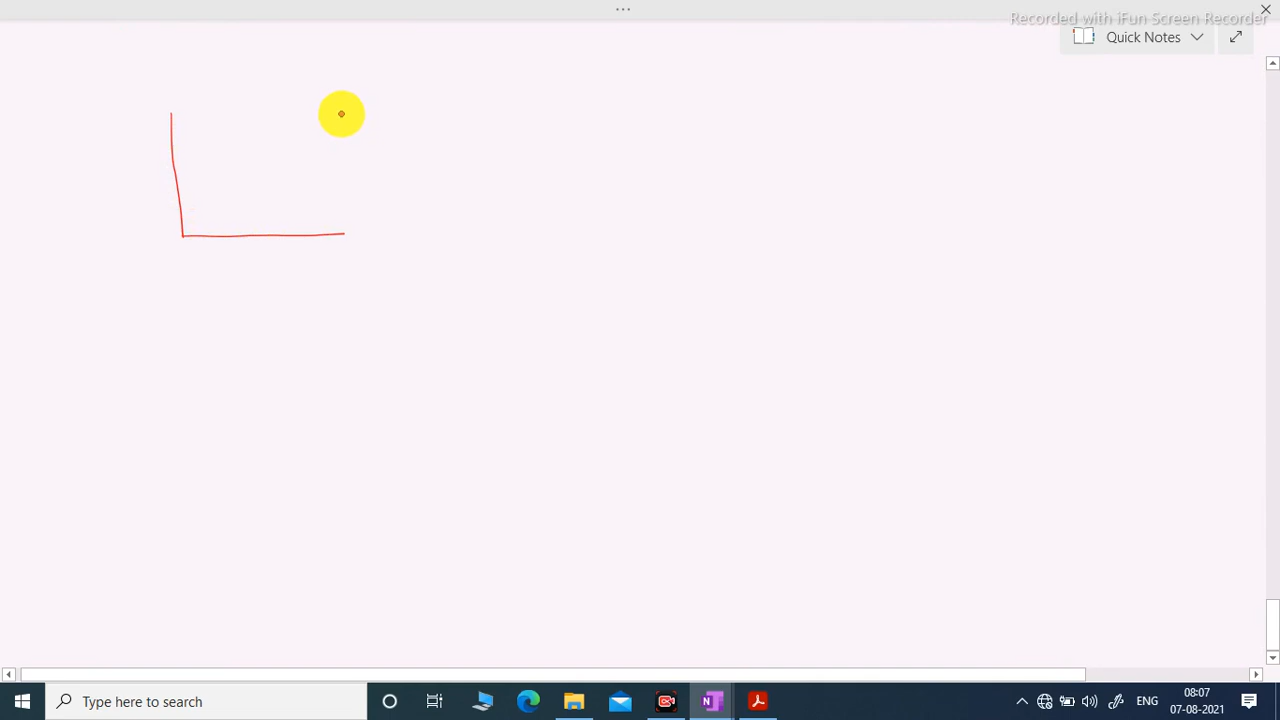 Recorded with iFun Screen Recorder
Quick Notes
Type here to search
ENG
08:07
07-08-2021